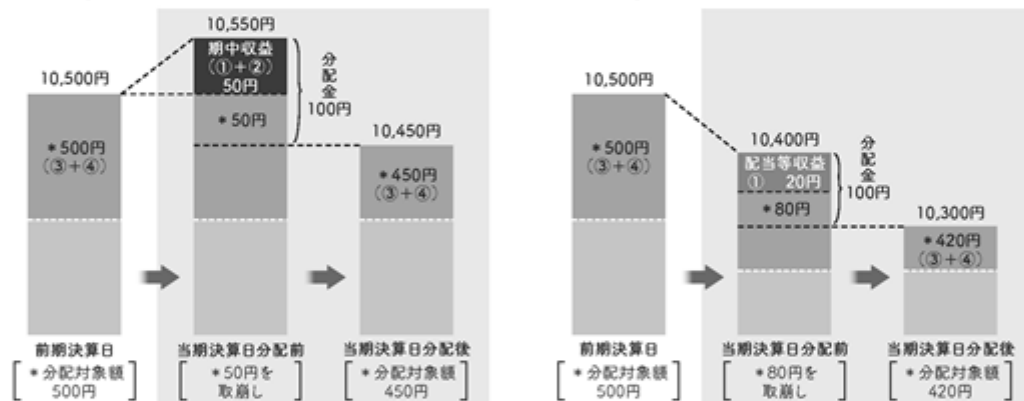 10,500円
*500円
(③+④)
10,550円
期中収益
(①+②)
50円
*50円
分配金
100円
10,450円
*450円
(③+④)
前期決算日
*分配対象額
500円
当期決算日分配前
*50円を
取崩し
当期決算日分配後
*分配対象額
450円
10,500円
*500円
(③+④)
10,400円
配当等収益
① 20円
*80円
分配金
100円
10,300円
*420円
(③+④)
前期決算日
*分配対象額
500円
当期決算日分配前
*80円を
取崩し
当期決算日分配後
*分配対象額
420円